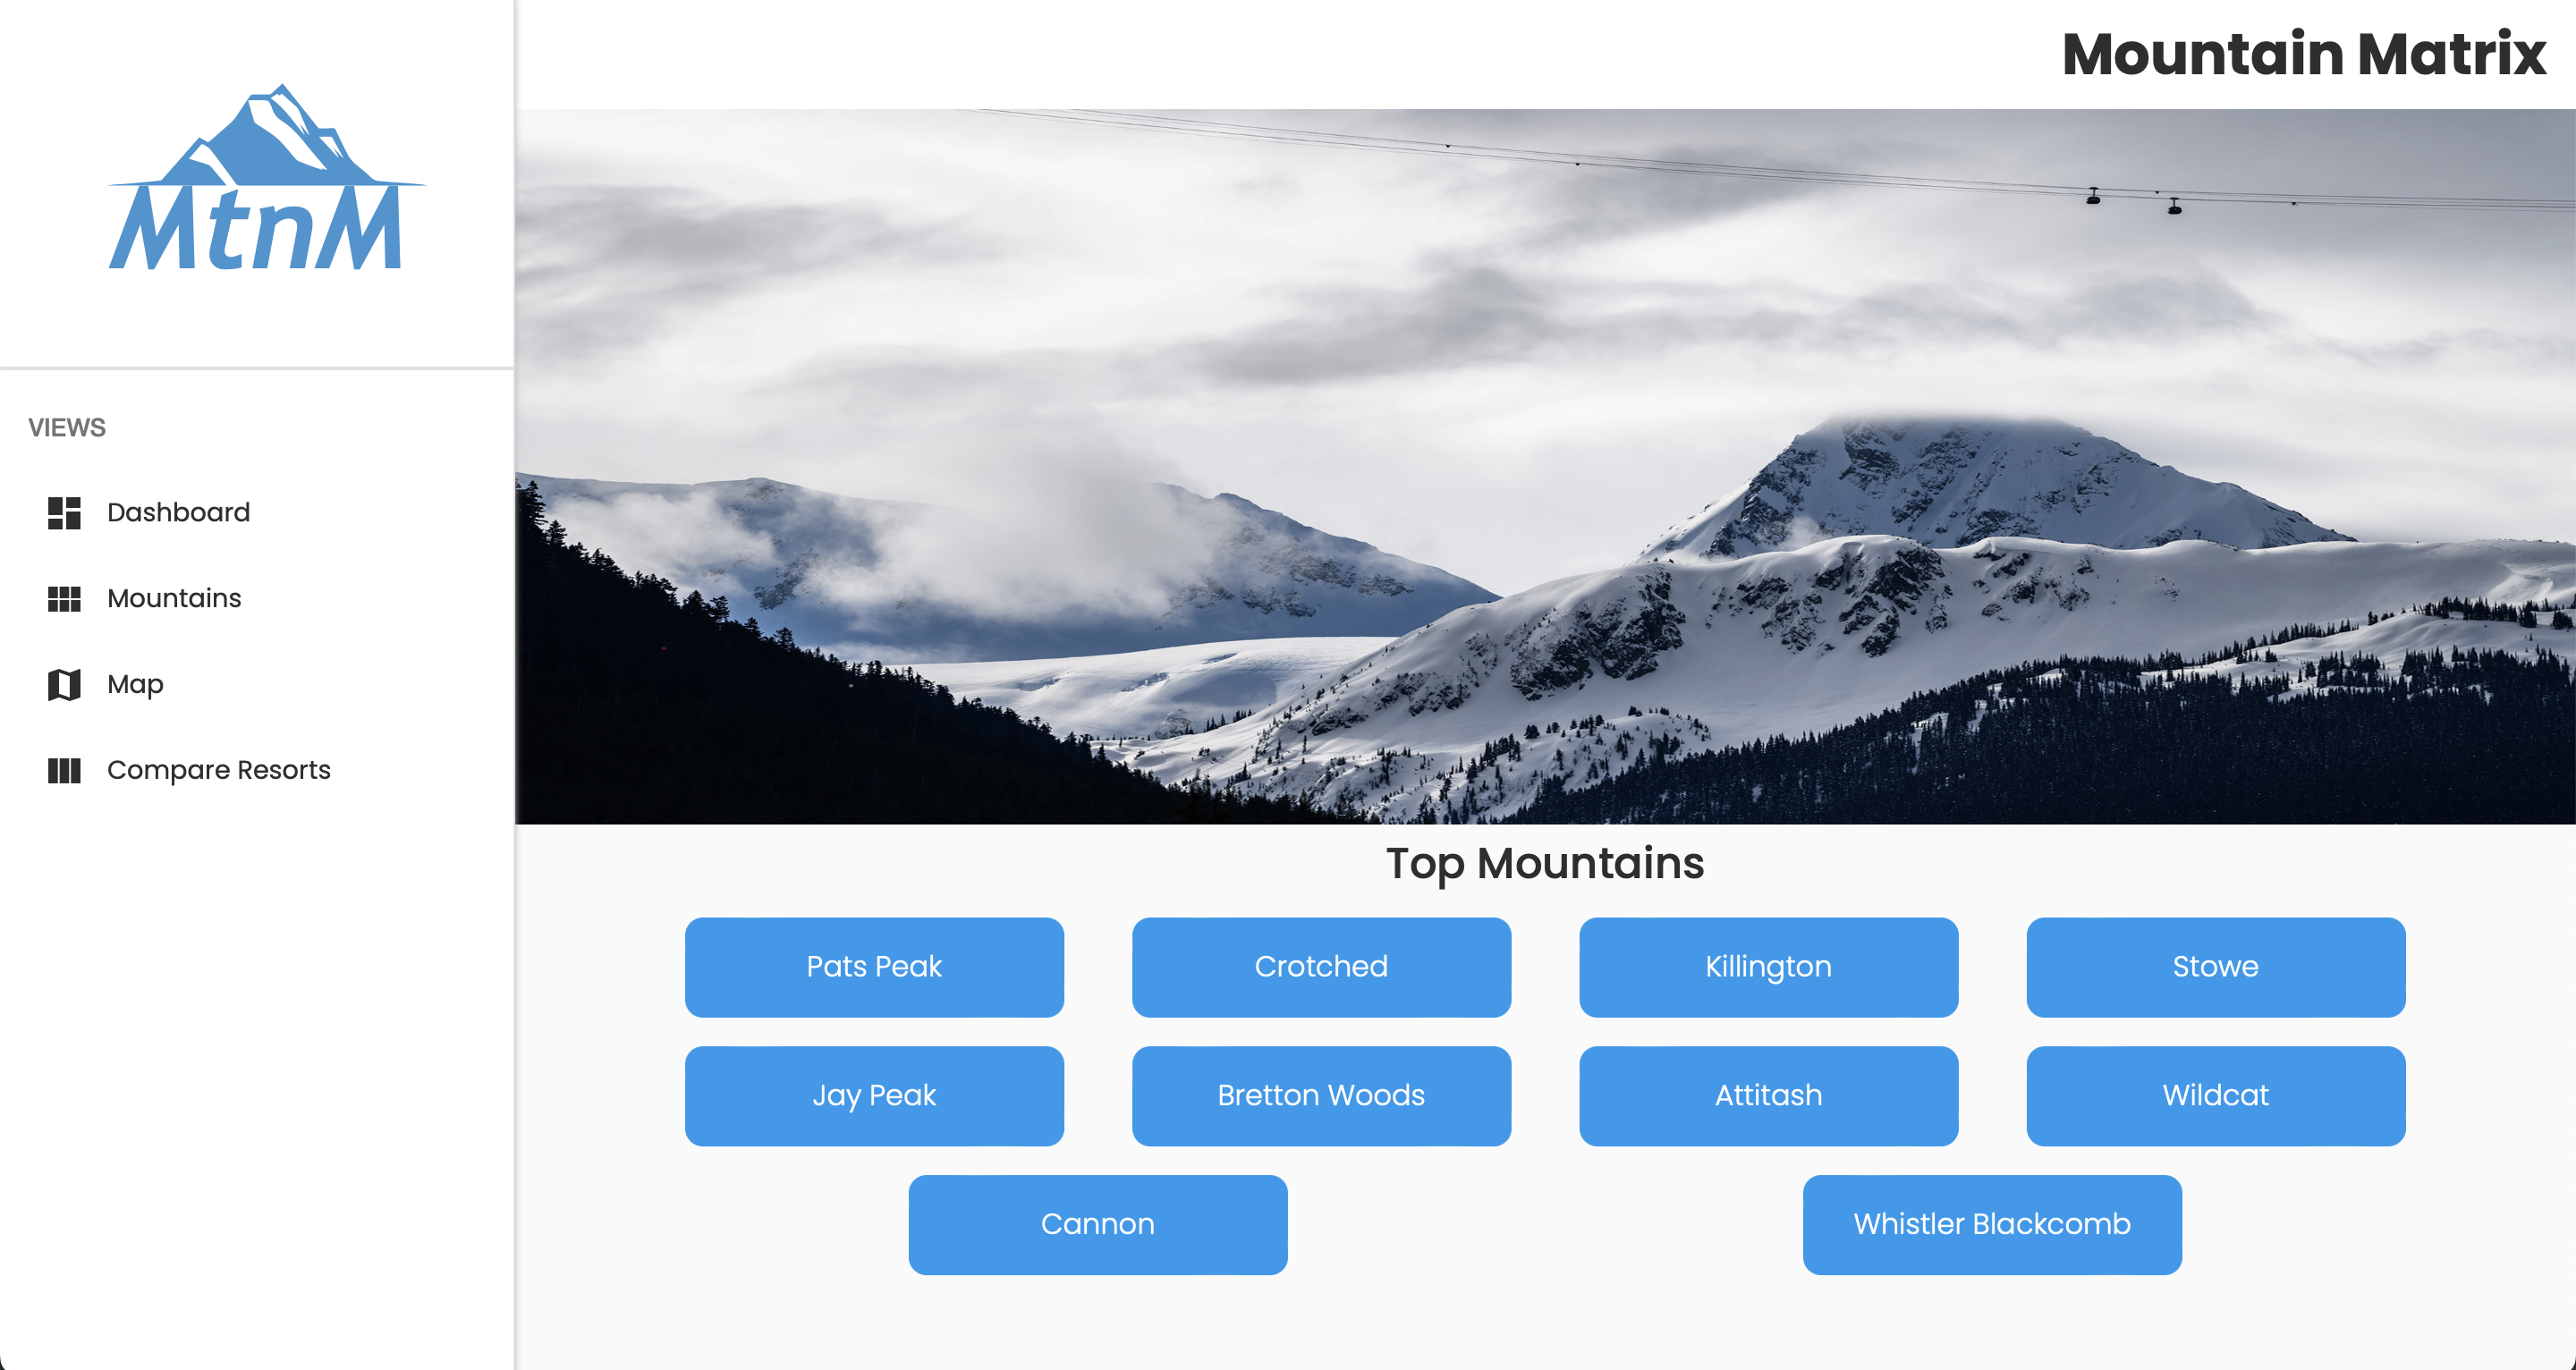 MtnM
VIEWS
Dashboard
Mountains
Map
Compare Resorts
Mountain Matrix
Top Mountains
Pats Peak
Crotched
Killington
Stowe
Jay Peak
Bretton Woods
Attitash
Wildcat
Cannon
Whistler Blackcomb